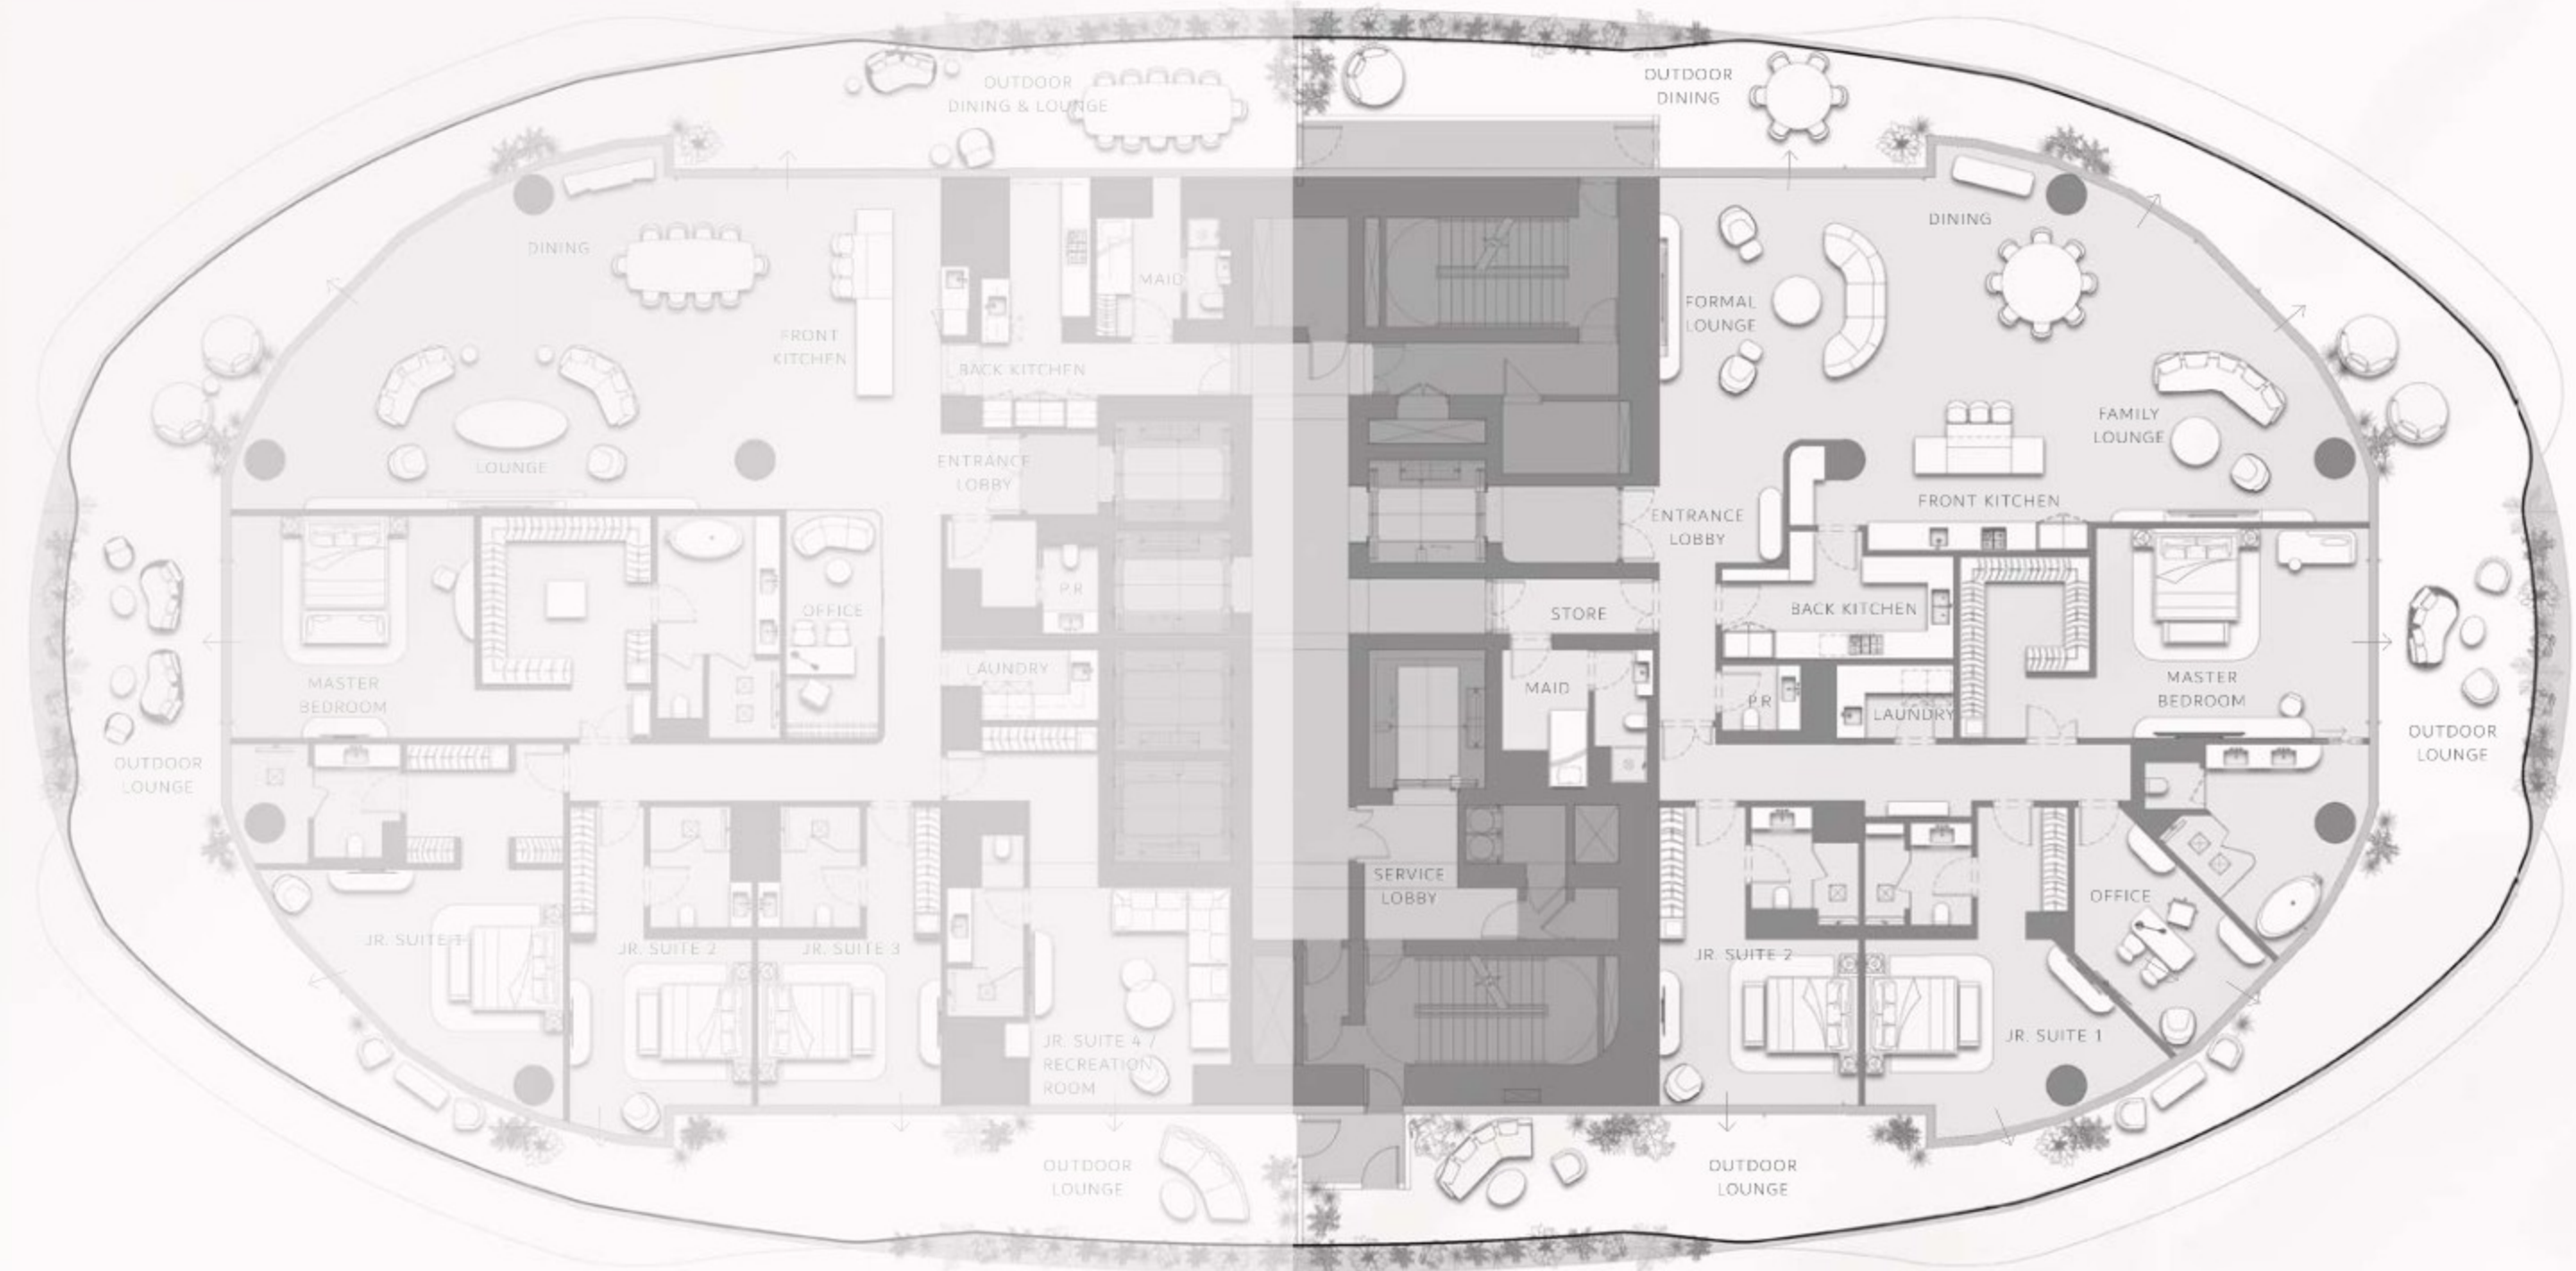 OUTDOOR
DINING & LOUNGE
DINING
FRONT
KITCHEN
MAID
BACK KITCHEN
LOUNGE
ENTRANCE
LOBBY
P.R
OFFICE
MASTER
BEDROOM
LAUNDRY
OUTDOOR
LOUNGE
JR. SUITE 1
JR. SUITE 2
JR. SUITE 3
JR. SUITE 4 /
RECREATION
ROOM
OUTDOOR
LOUNGE
OUTDOOR
DINING
DINING
FORMAL
LOUNGE
FAMILY
LOUNGE
FRONT KITCHEN
ENTRANCE
LOBBY
STORE
BACK KITCHEN
MAID
P.R
LAUNDRY
MASTER
BEDROOM
OUTDOOR
LOUNGE
SERVICE
LOBBY
OFFICE
JR. SUITE 2
JR. SUITE 1
OUTDOOR
LOUNGE